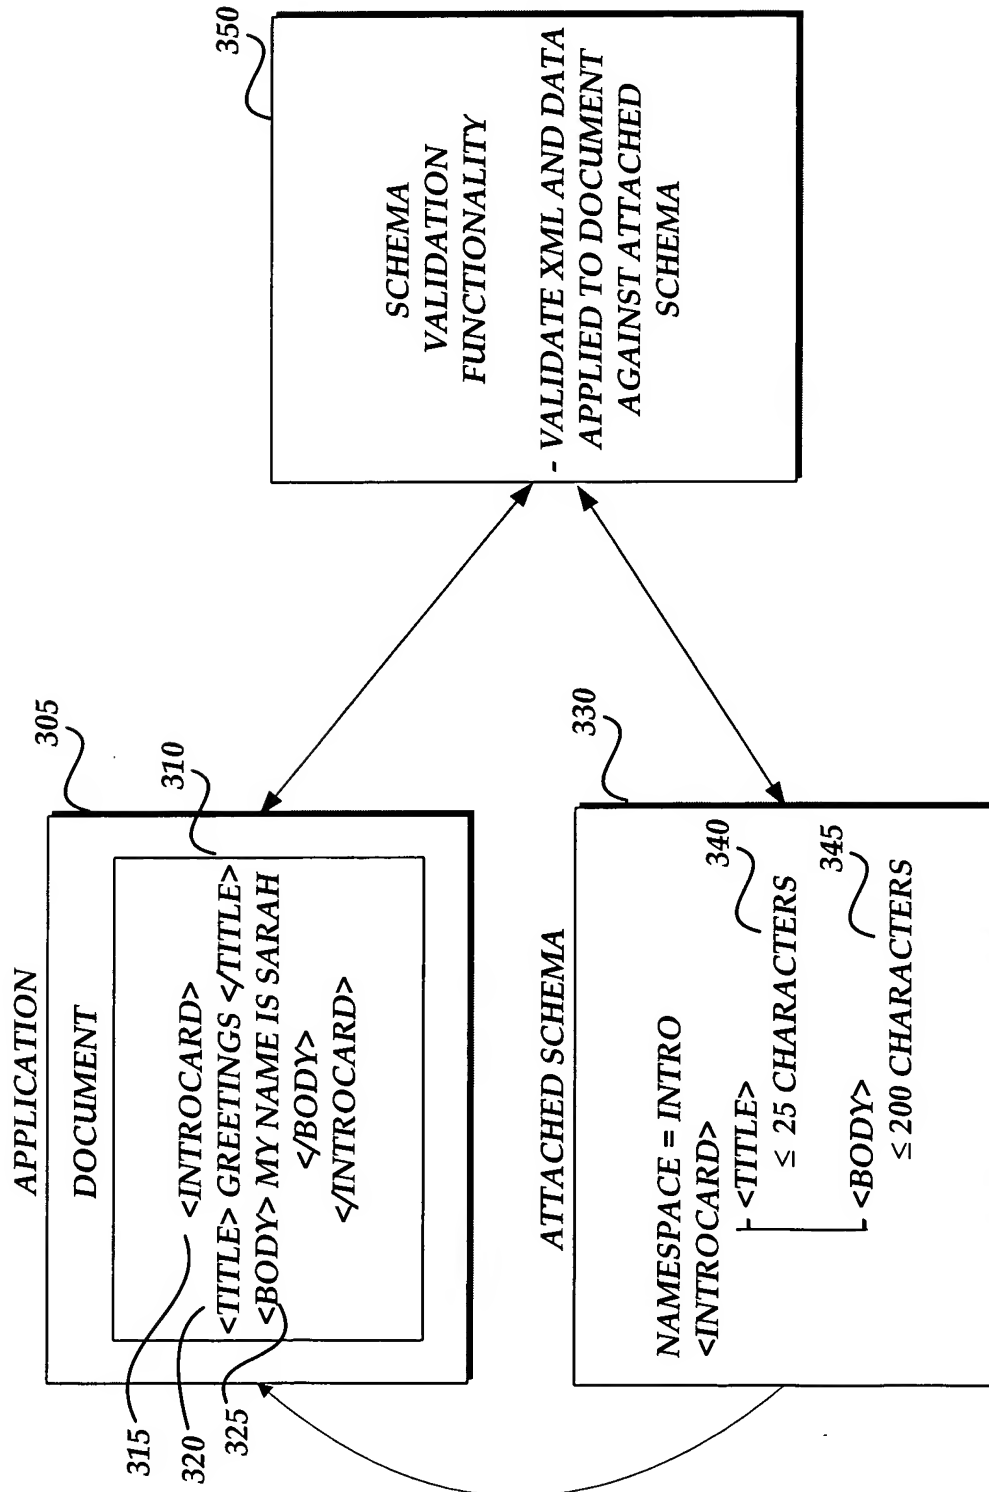 APPLICATION
305
DOCUMENT
310
315
<INTROCARD>
320
<TITLE> GREETINGS </TITLE>
325
<BODY> MY NAME IS SARAH
</BODY>
</INTROCARD>
ATTACHED SCHEMA
330
NAMESPACE = INTRO
<INTROCARD>
<TITLE>
340
≤ 25 CHARACTERS
<BODY>
345
≤ 200 CHARACTERS
350
SCHEMA
VALIDATION
FUNCTIONALITY
- VALIDATE XML AND DATA
APPLIED TO DOCUMENT
AGAINST ATTACHED
SCHEMA